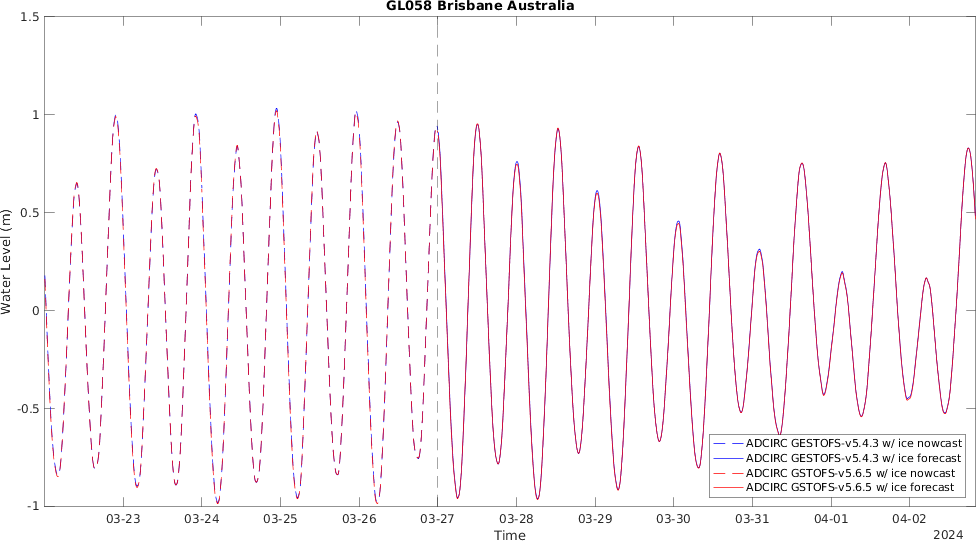 GL058 Brisbane Australia
1.5
1
0.5
0
-0.5
-1
Water Level (m)
03-23
03-24
03-25
03-26
03-27
03-28
03-29
03-30
03-31
04-01
04-02
Time
2024
ADCIRC GESTOFS-v5.4.3 w/ ice nowcast
ADCIRC GESTOFS-v5.4.3 w/ ice forecast
ADCIRC GSTOFS-v5.6.5 w/ ice nowcast
ADCIRC GSTOFS-v5.6.5 w/ ice forecast